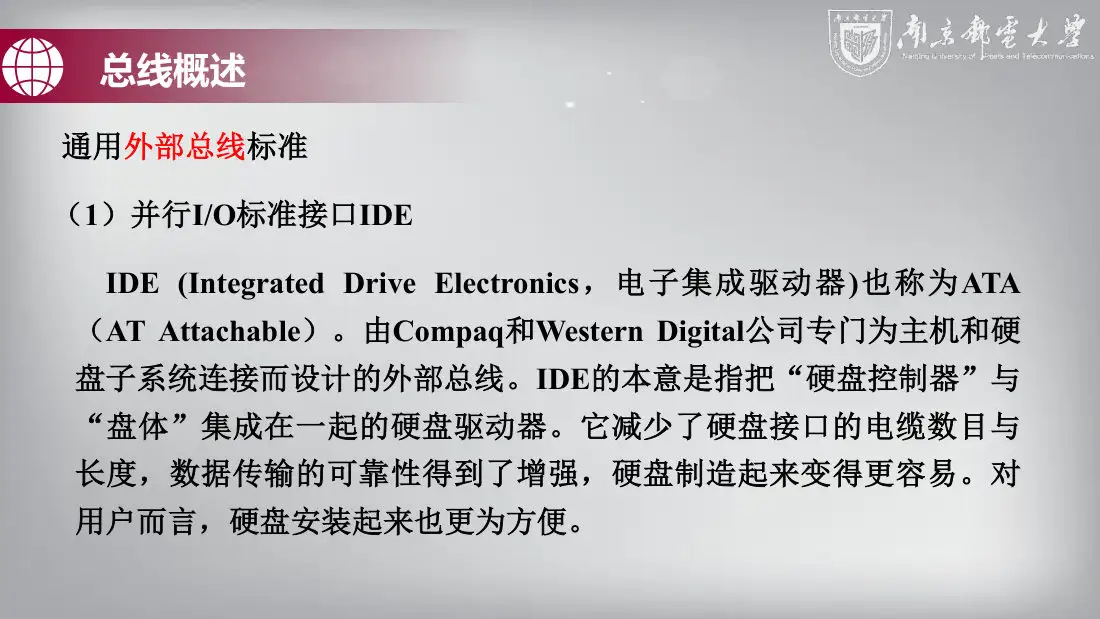 总线概述
南京邮电大学
Nanjing University of Posts and Telecommunications
通用外部总线标准
（1）并行I/O标准接口IDE
IDE (Integrated Drive Electronics，电子集成驱动器)也称为ATA
（AT Attachable）。由Compaq和Western Digital公司专门为主机和硬
盘子系统连接而设计的外部总线。IDE的本意是指把“硬盘控制器”与
“盘体”集成在一起的硬盘驱动器。它减少了硬盘接口的电缆数目与
长度，数据传输的可靠性得到了增强，硬盘制造起来变得更容易。对
用户而言，硬盘安装起来也更为方便。